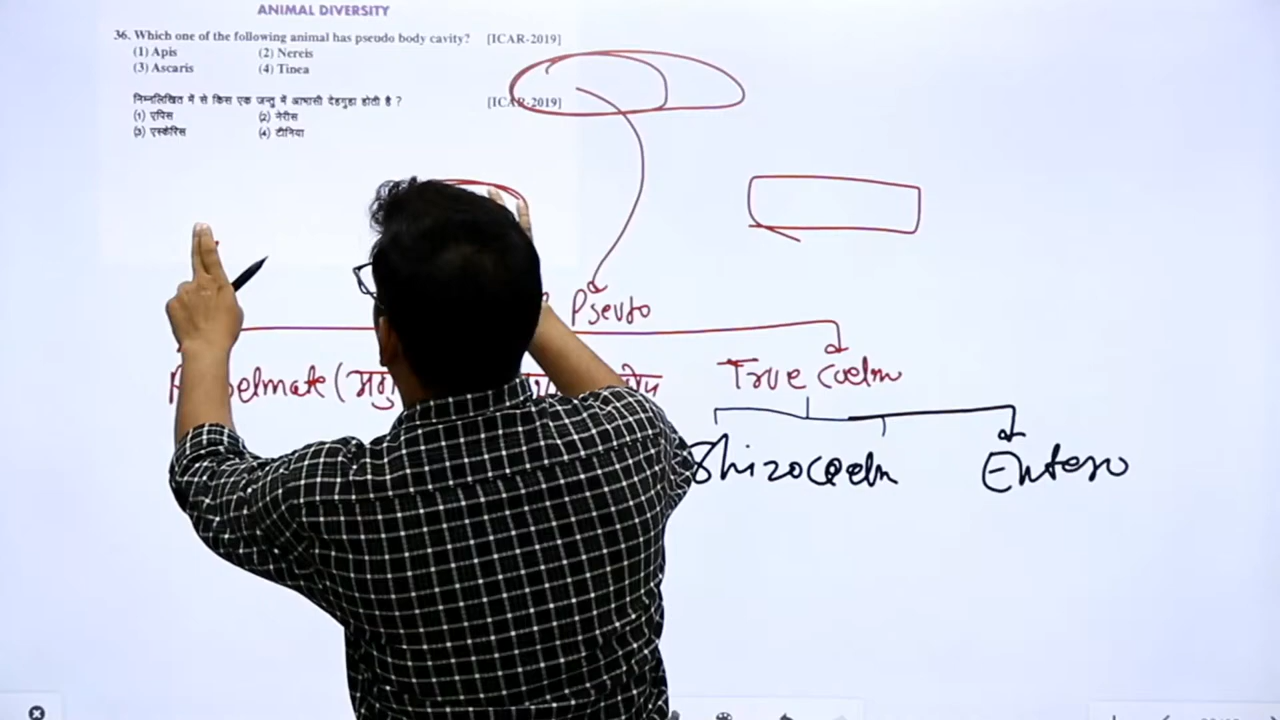 ANIMAL DIVERSITY
36. Which one of the following animal has pseudo body cavity? [ICAR-2019]
(1) Apis (2) Nereis
(3) Ascaris (4) Tinea
निम्नलिखित में से किस एक जन्तु में आभासी देहगुहा होती है ? [ICAR-2019]
(1) एपिस (2) नेरीस
(3) एस्केरिस (4) टीनिया
Pseuto
True Coelm
Shizocoelm Entero